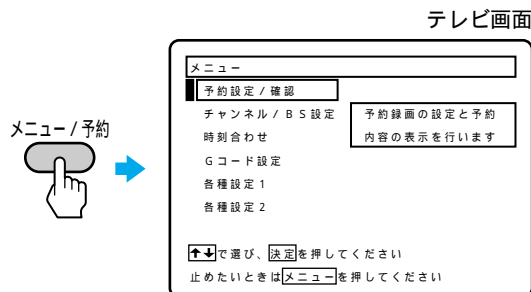 テレビ画面
メニュー
予約設定/確認
チャンネル/BS設定
予約録画の設定と予約
内容の表示を行います
時刻合わせ
Gコード設定
各種設定1
各種設定2
↑↓で選び、決定を押してください
止めたいときはメニューを押してください
メニュー/予約